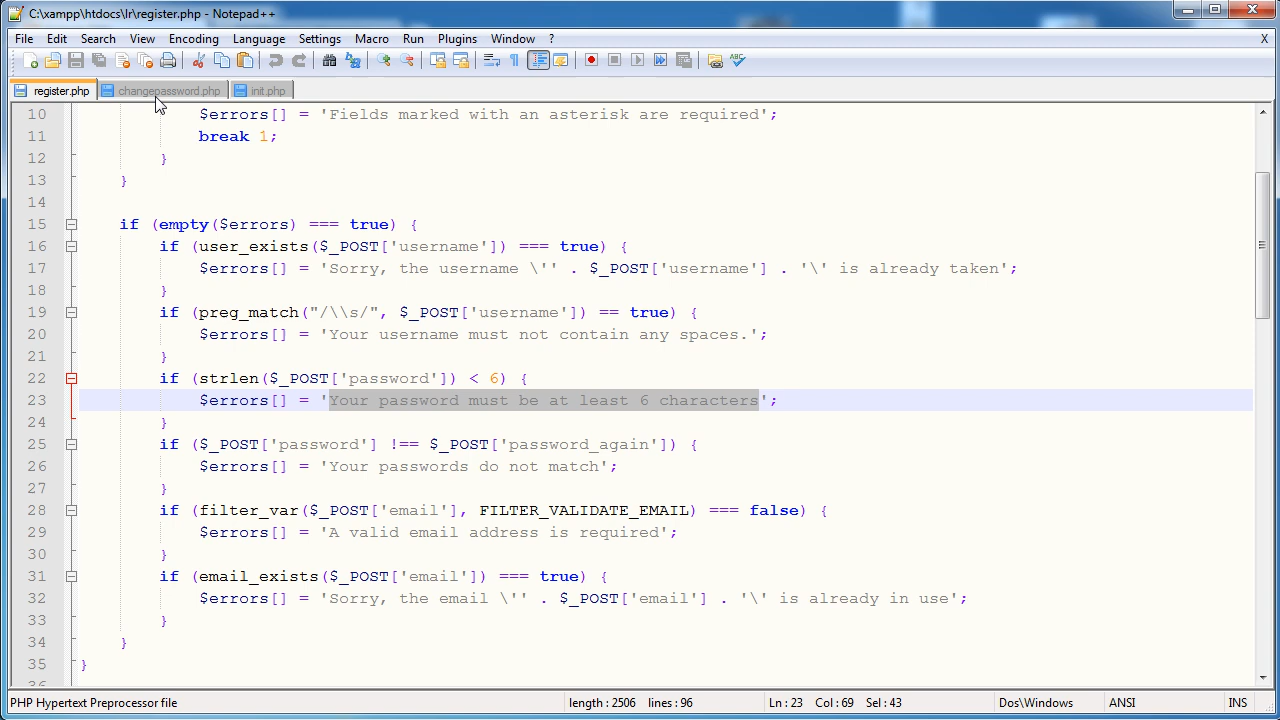 C:\xampp\htdocs\lr\register.php - Notepad++
File Edit Search View Encoding Language Settings Macro Run Plugins Window ? X
register.php changepassword.php init.php
10 $errors[] = 'Fields marked with an asterisk are required';
11 break 1;
12 }
13 }
14
15 if (empty($errors) === true) {
16 if (user_exists($_POST['username']) === true) {
17 $errors[] = 'Sorry, the username \'' . $_POST['username'] . '\' is already taken';
18 }
19 if (preg_match("/\\s/", $_POST['username']) == true) {
20 $errors[] = 'Your username must not contain any spaces.';
21 }
22 if (strlen($_POST['password']) < 6) {
23 $errors[] = 'Your password must be at least 6 characters';
24 }
25 if ($_POST['password'] !== $_POST['password_again']) {
26 $errors[] = 'Your passwords do not match';
27 }
28 if (filter_var($_POST['email'], FILTER_VALIDATE_EMAIL) === false) {
29 $errors[] = 'A valid email address is required';
30 }
31 if (email_exists($_POST['email']) === true) {
32 $errors[] = 'Sorry, the email \'' . $_POST['email'] . '\' is already in use';
33 }
34 }
35 }
36
PHP Hypertext Preprocessor file length : 2506 lines : 96 Ln : 23 Col : 69 Sel : 43 Dos\Windows ANSI INS